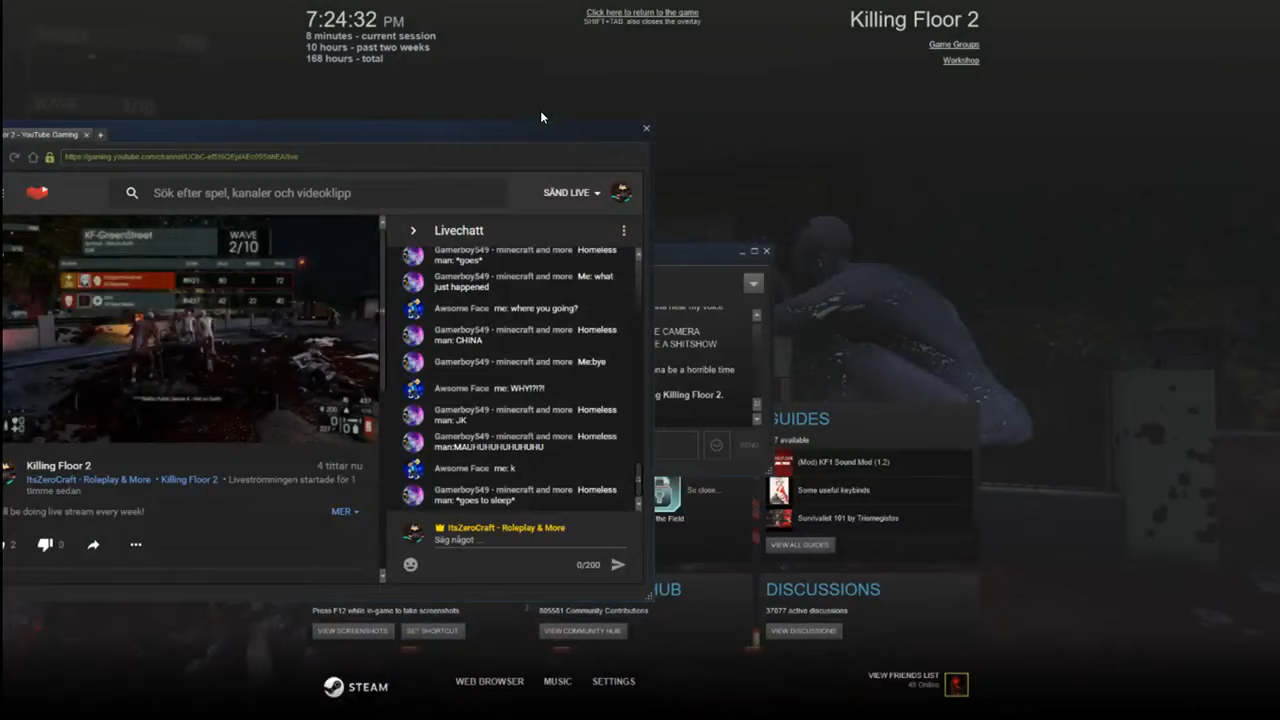 7:24:32 PM
8 minutes - current session
10 hours - past two weeks
168 hours - total
Click here to return to the game
SHIFT+TAB also closes the overlay
Killing Floor 2
Game Groups
Workshop
or 2 - YouTube Gaming
Sök efter spel, kanaler och videoklipp
SÄND LIVE
KF-GreenStreet
WAVE
2/10
Livechatt
Gamerboy549 - minecraft and more Homeless
man: *goes*
Gamerboy549 - minecraft and more Me: what
just happened
Awsome Face me: where you going?
Gamerboy549 - minecraft and more Homeless
man: CHINA
Gamerboy549 - minecraft and more Me:bye
Awsome Face me: WHY!?!?!
Gamerboy549 - minecraft and more Homeless
man: JK
Gamerboy549 - minecraft and more Homeless
man:MAUHUHUHUHUHUHU
Awsome Face me: k
Gamerboy549 - minecraft and more Homeless
man: *goes to sleep*
ItsZeroCraft - Roleplay & More
Säg något ...
0/200
Killing Floor 2
4 tittar nu
ItsZeroCraft - Roleplay & More • Killing Floor 2 • Liveströmningen startade för 1
timme sedan
ll be doing live stream every week!
MER
2
0
my voice
E CAMERA
E A SHITSHOW
nna be a horrible time
g Killing Floor 2.
SEND
So close...
the Field
GUIDES
7 available
(Mod) KF1 Sound Mod (1.2)
Some useful keybinds
Survivalist 101 by Trismegistos
VIEW ALL GUIDES
HUB
DISCUSSIONS
Press F12 while in-game to take screenshots
805581 Community Contributions
37077 active discussions
VIEW SCREENSHOTS
SET SHORTCUT
VIEW COMMUNITY HUB
VIEW DISCUSSIONS
STEAM
WEB BROWSER
MUSIC
SETTINGS
VIEW FRIENDS LIST